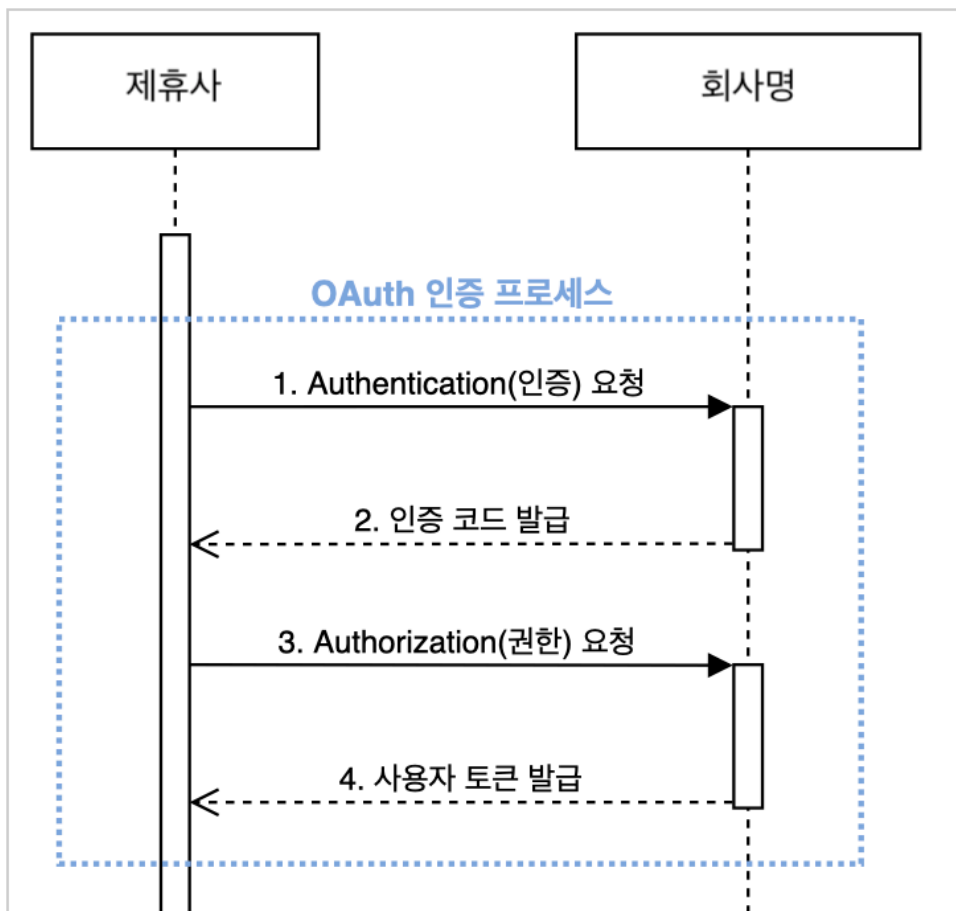 제휴사
회사명
OAuth 인증 프로세스
1. Authentication(인증) 요청
2. 인증 코드 발급
3. Authorization(권한) 요청
4. 사용자 토큰 발급